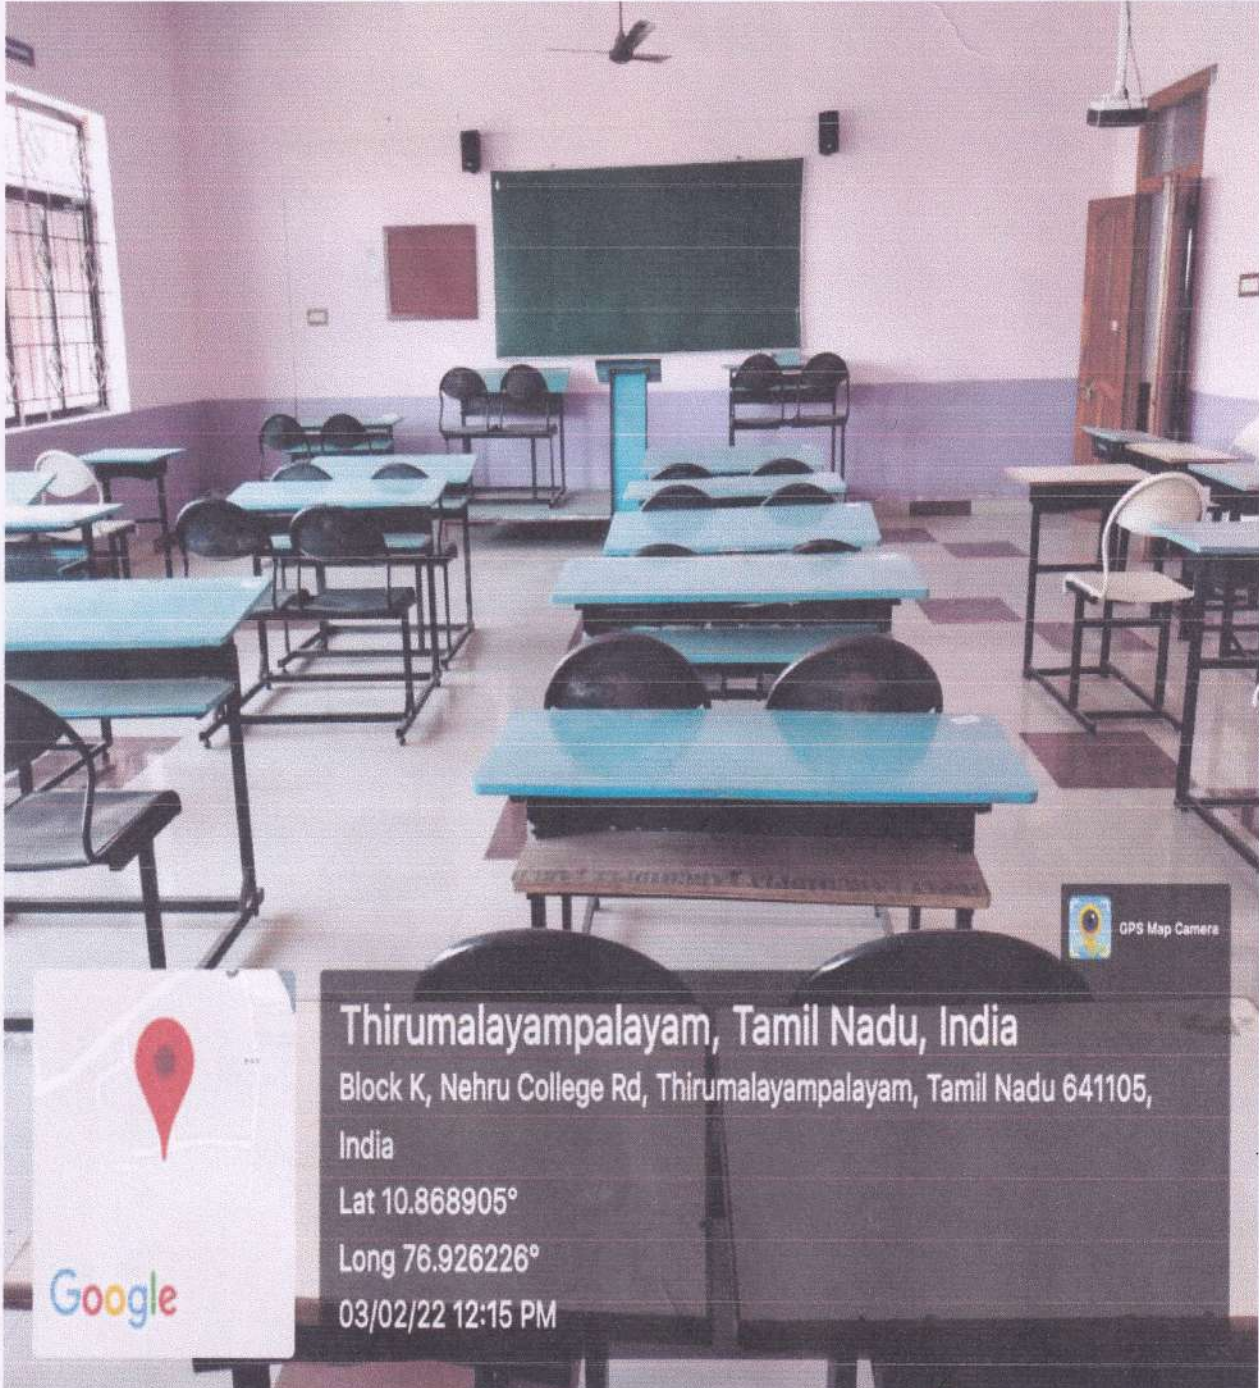 GPS Map Camera
Thirumalayampalayam, Tamil Nadu, India
Block K, Nehru College Rd, Thirumalayampalayam, Tamil Nadu 641105,
India
Lat 10.868905°
Long 76.926226°
03/02/22 12:15 PM
Google